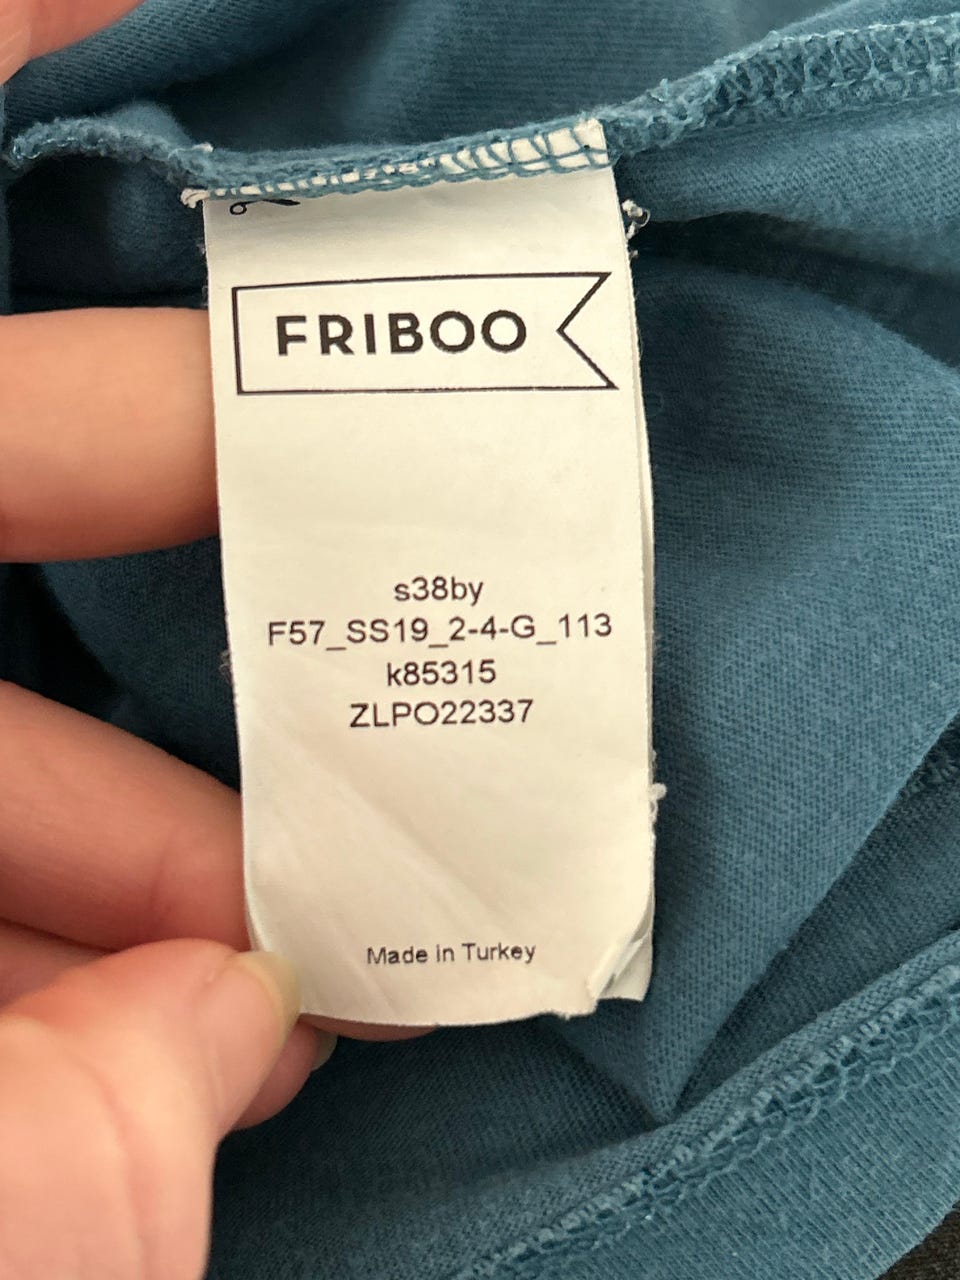 FRIBOO
s38by
F57_SS19_2-4-G_113
k85315
ZLPO22337
Made in Turkey